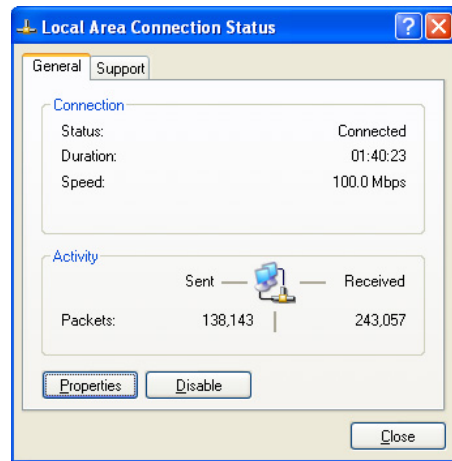 Local Area Connection Status
General Support
Connection
Status: Connected
Duration: 01:40:23
Speed: 100.0 Mbps
Activity
Sent Received
Packets: 138,143 243,057
Properties Disable
Close